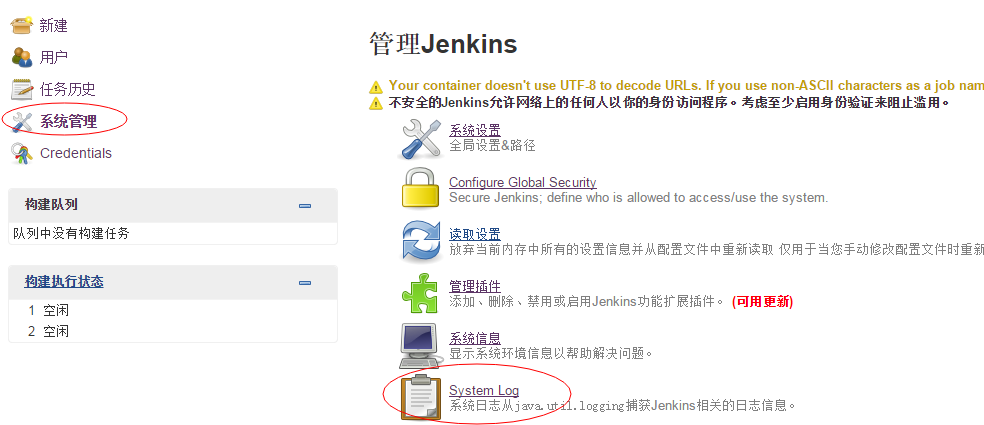 新建
用户
任务历史
系统管理
Credentials
构建队列
队列中没有构建任务
构建执行状态
1 空闲
2 空闲
管理Jenkins
Your container doesn't use UTF-8 to decode URLs. If you use non-ASCII characters as a job nam
不安全的Jenkins允许网络上的任何人以你的身份访问程序。考虑至少启用身份验证来阻止滥用。
系统设置
全局设置&路径
Configure Global Security
Secure Jenkins; define who is allowed to access/use the system.
读取设置
放弃当前内存中所有的设置信息并从配置文件中重新读取 仅用于当您手动修改配置文件时重新
管理插件
添加、删除、禁用或启用Jenkins功能扩展插件。 (可用更新)
系统信息
显示系统环境信息以帮助解决问题。
System Log
系统日志从java.util.logging捕获Jenkins相关的日志信息。